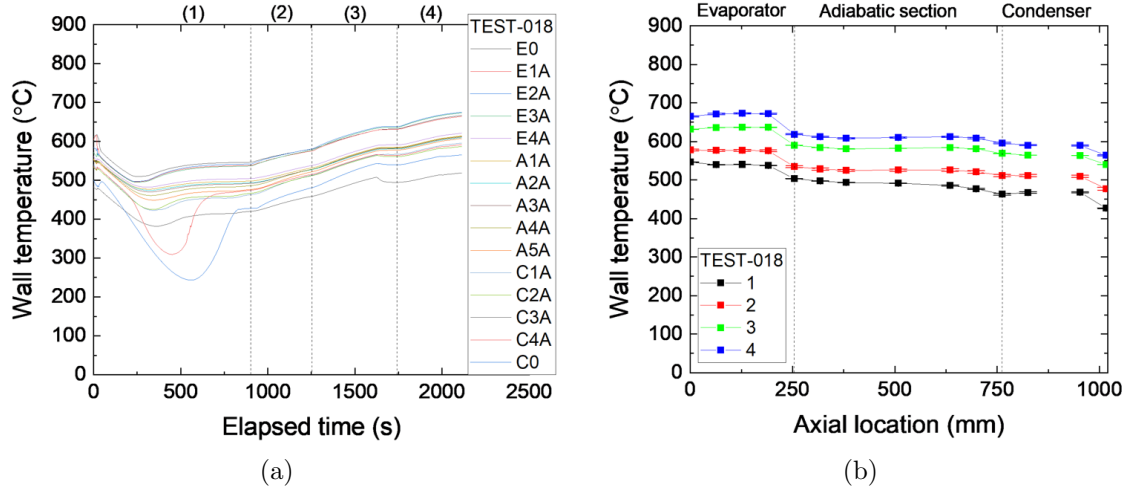 (1) (2) (3) (4)
TEST-018
E0
E1A
E2A
E3A
E4A
A1A
A2A
A3A
A4A
A5A
C1A
C2A
C3A
C4A
C0
900
800
700
600
500
400
300
200
100
0
0 500 1000 1500 2000 2500
Wall temperature (°C)
Elapsed time (s)
(a)
Evaporator Adiabatic section Condenser
900
800
700
600
500
400
300
200
100
0
0 250 500 750 1000
Wall temperature (°C)
TEST-018
1
2
3
4
Axial location (mm)
(b)